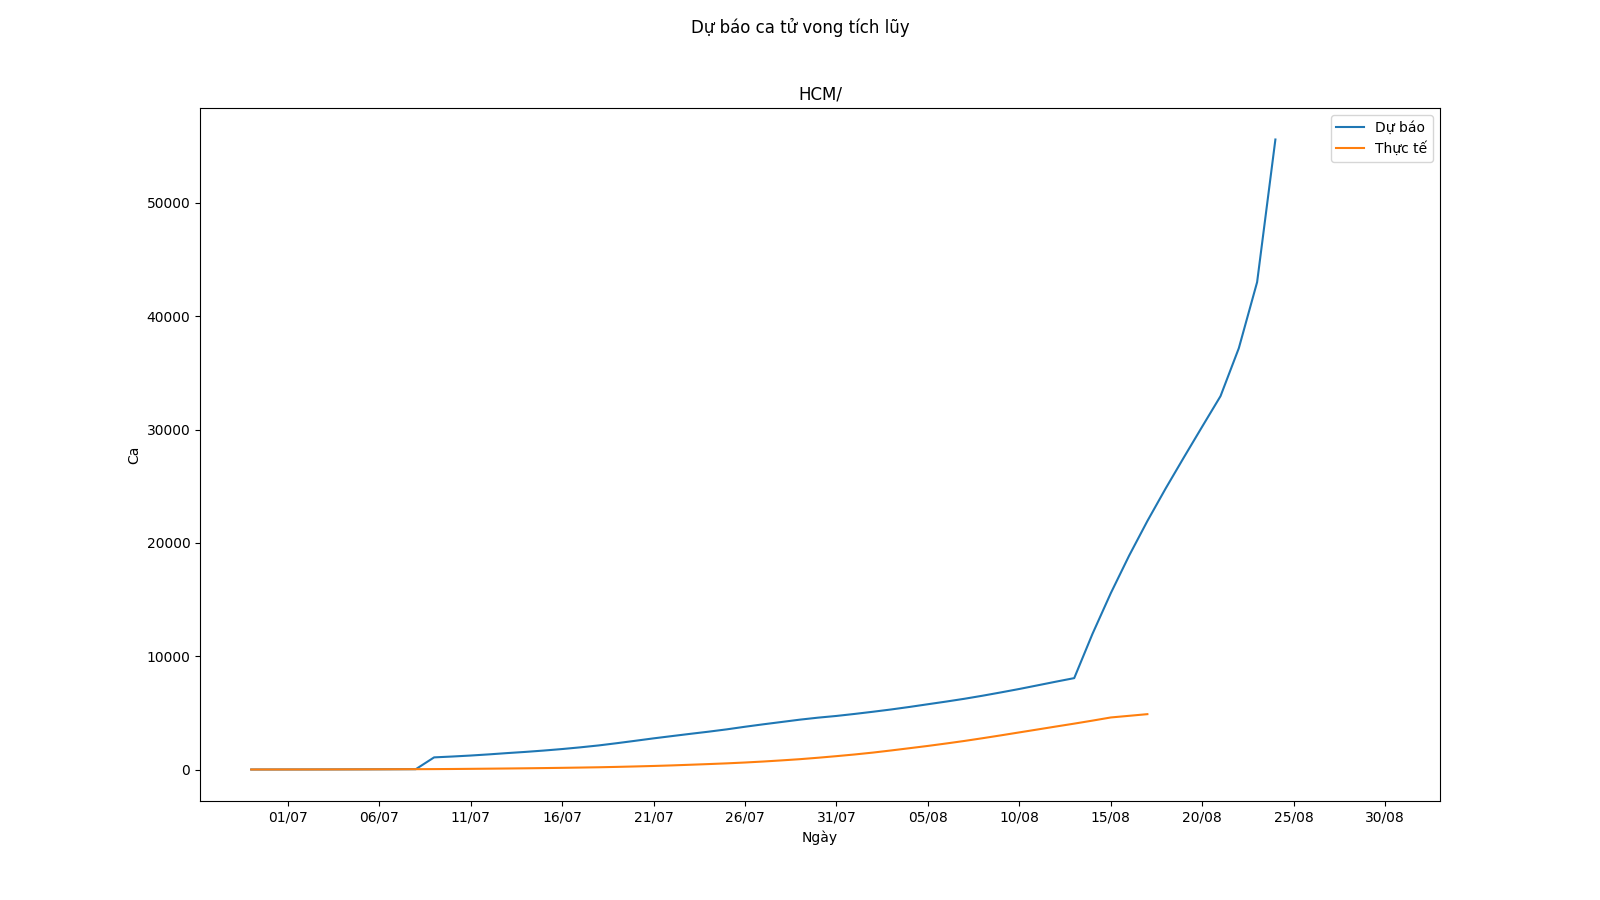 Dự báo ca tử vong tích lũy
HCM/
Dự báo
Thực tế
50000
40000
30000
20000
10000
0
Ca
01/07 06/07 11/07 16/07 21/07 26/07 31/07 05/08 10/08 15/08 20/08 25/08 30/08
Ngày